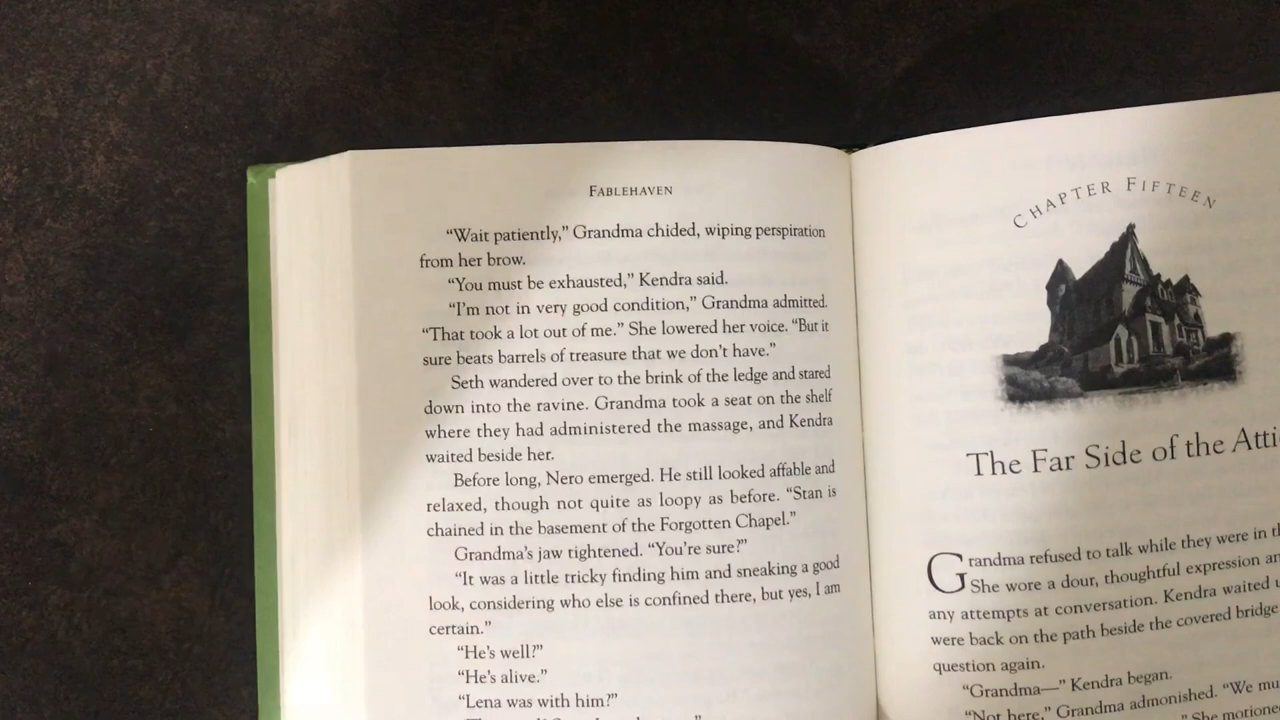 FABLEHAVEN
“Wait patiently,” Grandma chided, wiping perspiration
from her brow.
“You must be exhausted,” Kendra said.
“I’m not in very good condition,” Grandma admitted.
“That took a lot out of me.” She lowered her voice. “But it
sure beats barrels of treasure that we don’t have.”
Seth wandered over to the brink of the ledge and stared
down into the ravine. Grandma took a seat on the shelf
where they had administered the massage, and Kendra
waited beside her.
Before long, Nero emerged. He still looked affable and
relaxed, though not quite as loopy as before. “Stan is
chained in the basement of the Forgotten Chapel.”
Grandma’s jaw tightened. “You’re sure?”
“It was a little tricky finding him and sneaking a good
look, considering who else is confined there, but yes, I am
certain.”
“He’s well?”
“He’s alive.”
“Lena was with him?”
CHAPTER FIFTEEN
The Far Side of the
Grandma refused to talk while they were in
She wore a dour, thoughtful expression
any attempts at conversation. Kendra waited
were back on the path beside the covered bridge
question again.
“Grandma—” Kendra began.
“Not here,” Grandma admonished. “We
She